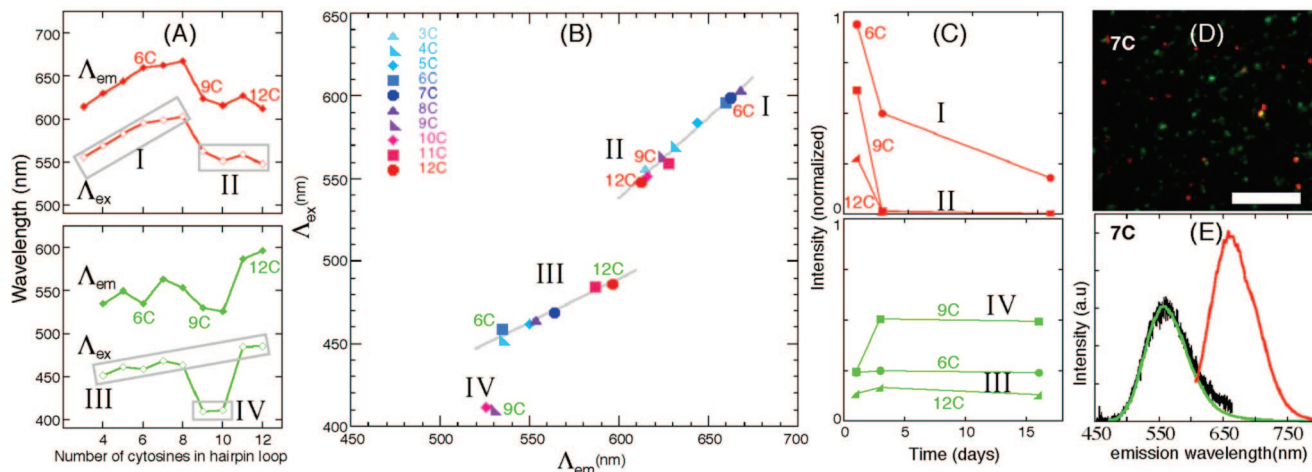 (A)
700
650
600
550
500
Λem
6C
9C
12C
I
II
Λex
Wavelength (nm)
600
550
500
450
400
Λem
6C
9C
12C
Λex
III
IV
4 6 8 10 12
Number of cytosines in hairpin loop
(B)
650
600
550
500
450
400
Λex(nm)
3C
4C
5C
6C
7C
8C
9C
10C
11C
12C
I
6C
II
9C
12C
III
12C
6C
IV
9C
450 500 550 600 650 700
Λem(nm)
(C)
1
6C
I
9C
12C
II
0
Intensity (normalized)
1
9C
IV
6C
III
12C
0
0 5 10 15
Time (days)
7C
(D)
7C
(E)
Intensity (a.u)
450 550 650 750
emission wavelength(nm)